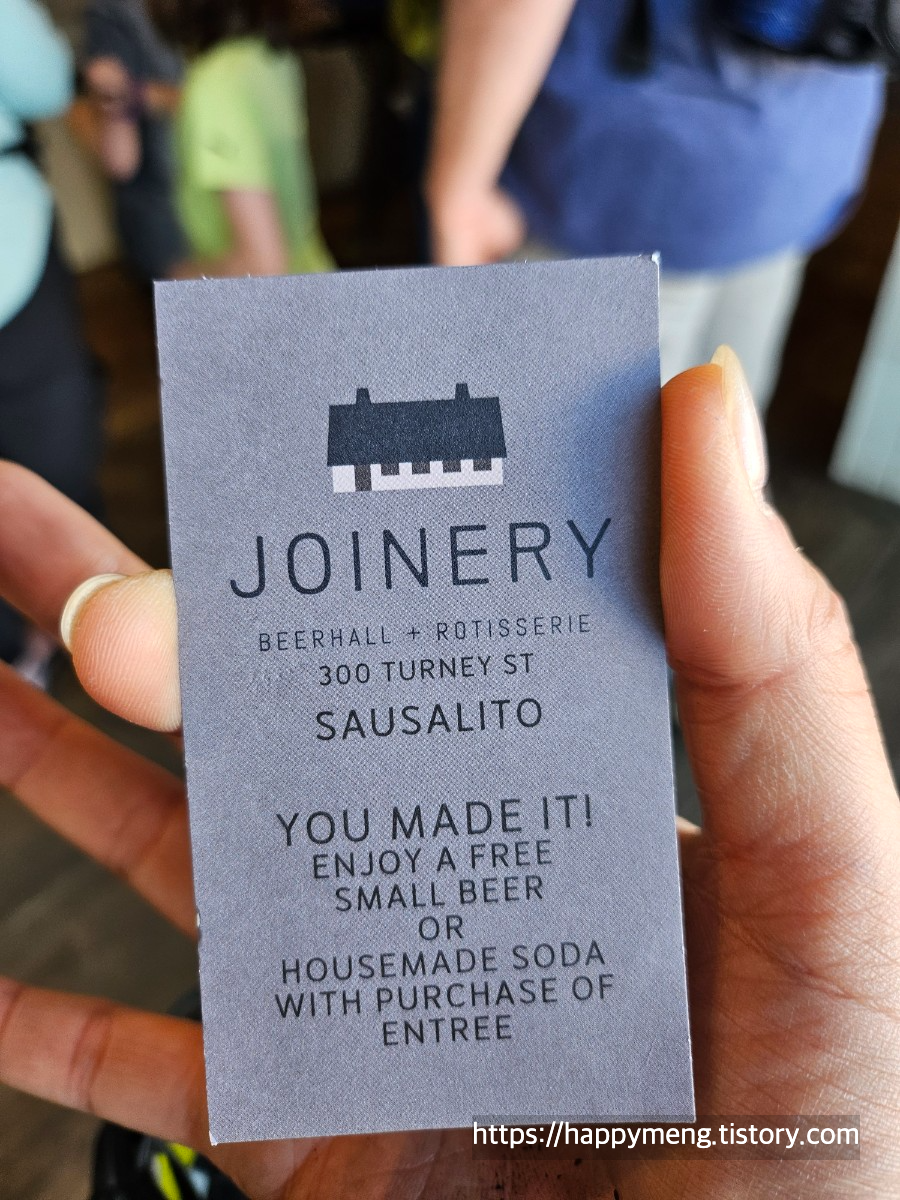 JOINERY
BEERHALL + ROTISSERIE
300 TURNEY ST
SAUSALITO
YOU MADE IT!
ENJOY A FREE
SMALL BEER
OR
HOUSEMADE SODA
WITH PURCHASE OF
ENTREE
https://happymeng.tistory.com